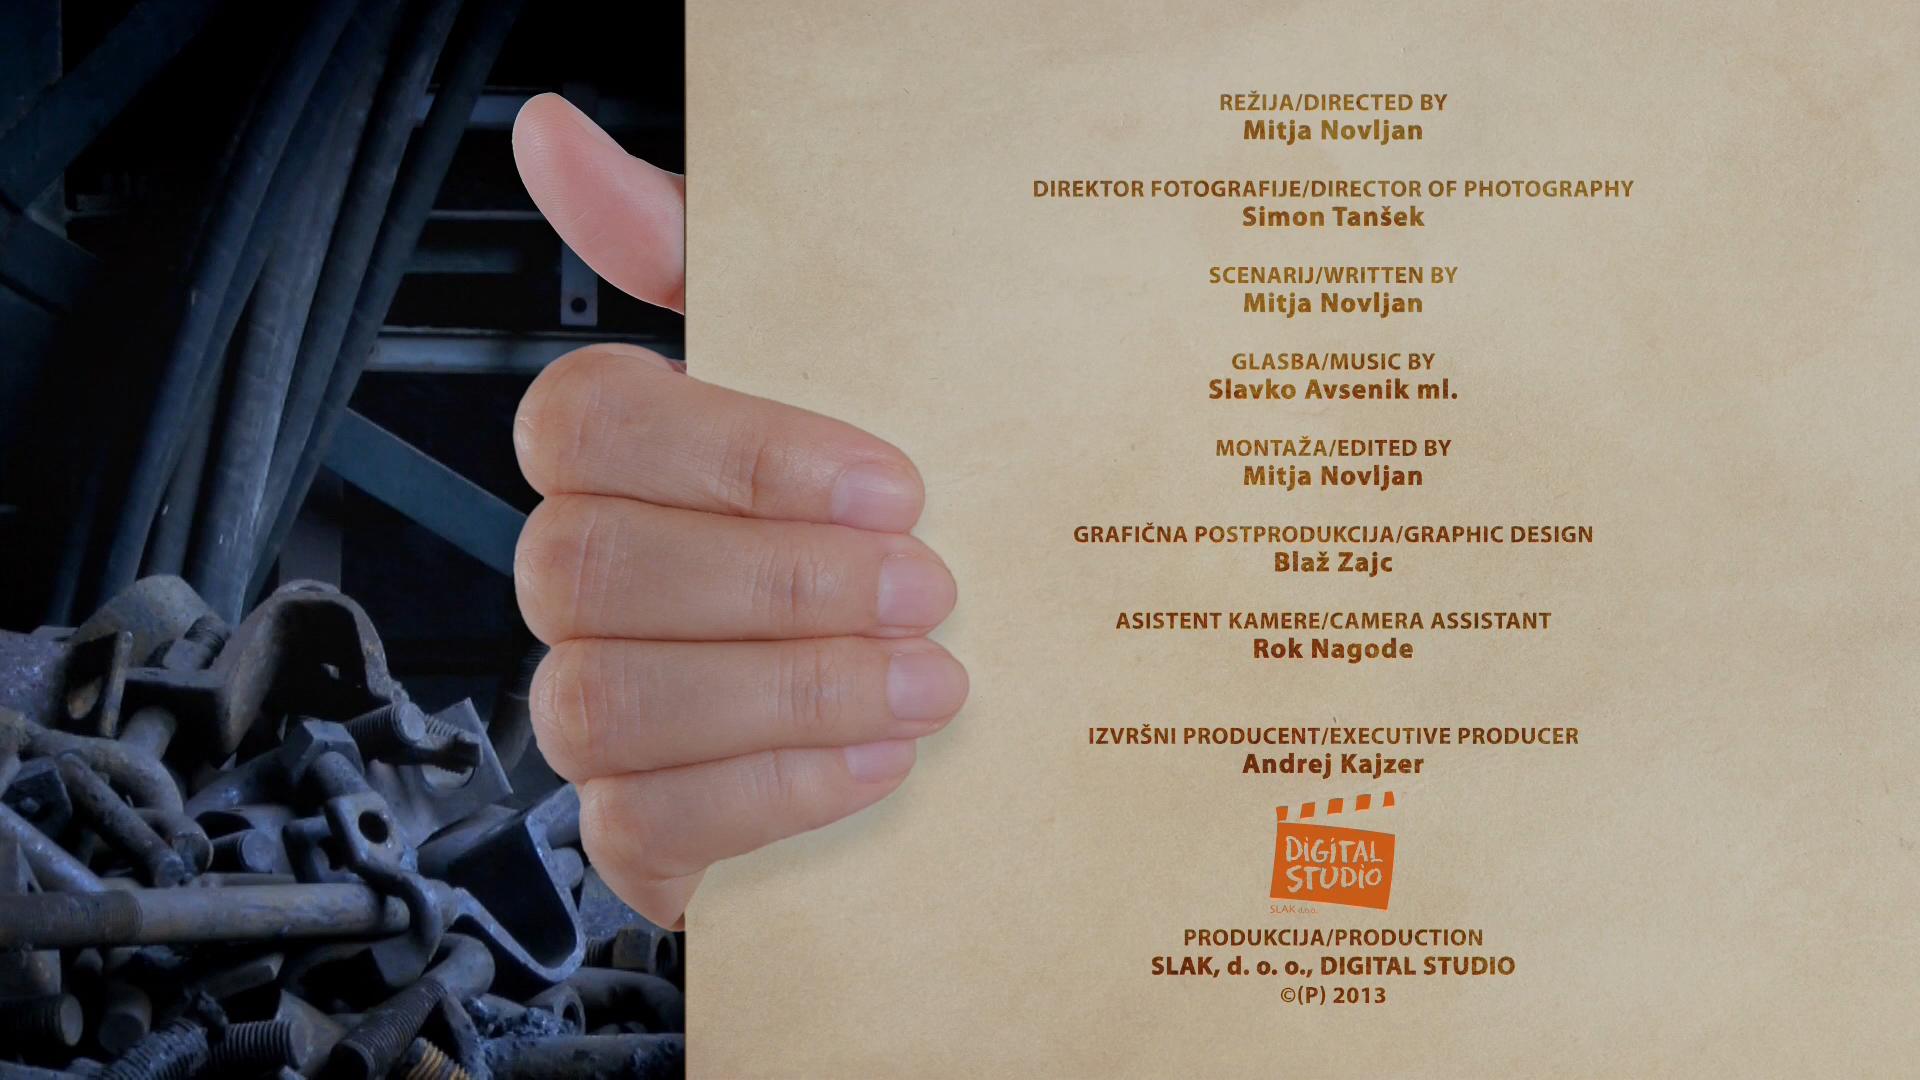 REŽIJA/DIRECTED BY
Mitja Novljan
DIREKTOR FOTOGRAFIJE/DIRECTOR OF PHOTOGRAPHY
Simon Tanšek
SCENARIJ/WRITTEN BY
Mitja Novljan
GLASBA/MUSIC BY
Slavko Avsenik ml.
MONTAŽA/EDITED BY
Mitja Novljan
GRAFIČNA POSTPRODUKCIJA/GRAPHIC DESIGN
Blaž Zajc
ASISTENT KAMERE/CAMERA ASSISTANT
Rok Nagode
IZVRŠNI PRODUCENT/EXECUTIVE PRODUCER
Andrej Kajzer
DiGiTAL
STUDiO
SLAK d.o.o.
PRODUKCIJA/PRODUCTION
SLAK, d. o. o., DIGITAL STUDIO
©(P) 2013